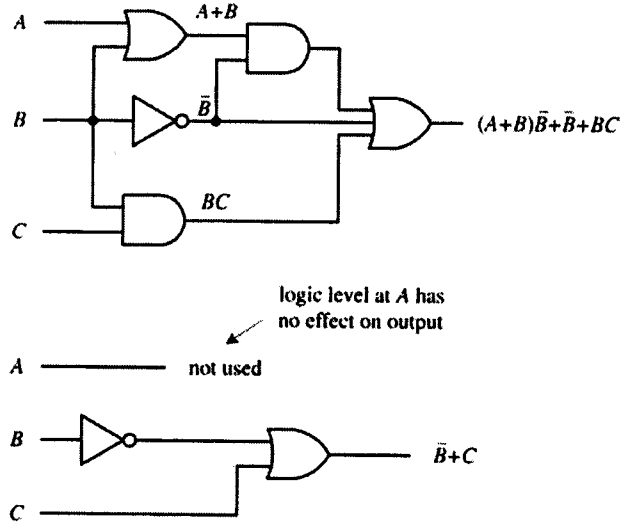 A
A+B
B
B̄
(A+B)B̄+B̄+BC
C
BC
logic level at A has
no effect on output
A
not used
B
B̄+C
C